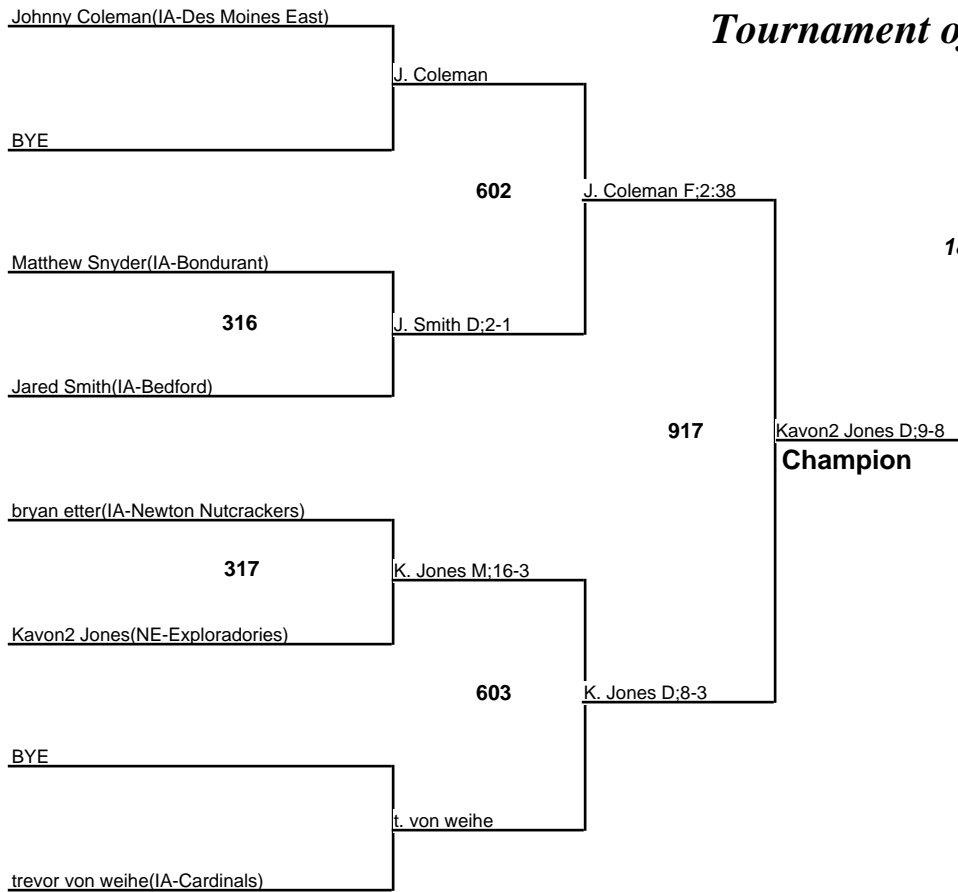 Johnny Coleman(IA-Des Moines East)
Tournament of
J. Coleman
BYE
602
J. Coleman F;2:38
Matthew Snyder(IA-Bondurant)
316
J. Smith D;2-1
Jared Smith(IA-Bedford)
917
Kavon2 Jones D;9-8
Champion
bryan etter(IA-Newton Nutcrackers)
317
K. Jones M;16-3
Kavon2 Jones(NE-Exploradories)
603
K. Jones D;8-3
BYE
t. von weihe
trevor von weihe(IA-Cardinals)